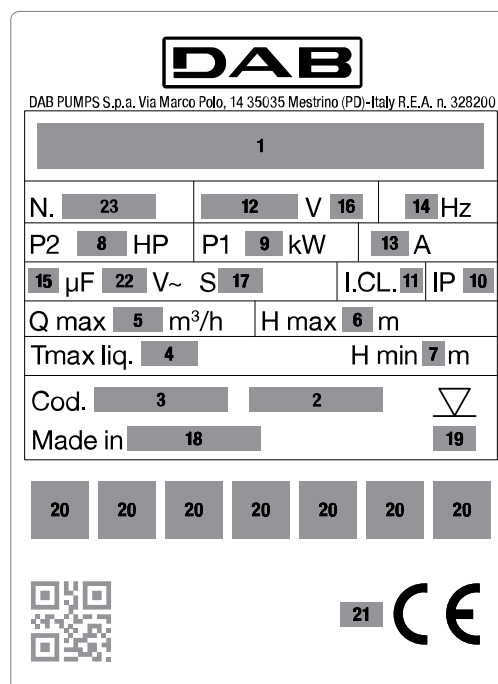 DAB
DAB PUMPS S.p.a. Via Marco Polo, 14 35035 Mestrino (PD)-Italy R.E.A. n. 328200
1
N. 23 12 V 16 14 Hz
P2 8 HP P1 9 kW 13 A
15 µF 22 V~ S 17 I.CL. 11 IP 10
Q max 5 m³/h H max 6 m
Tmax liq. 4 H min 7 m
Cod. 3 2
Made in 18 19
20 20 20 20 20 20 20
21 CE